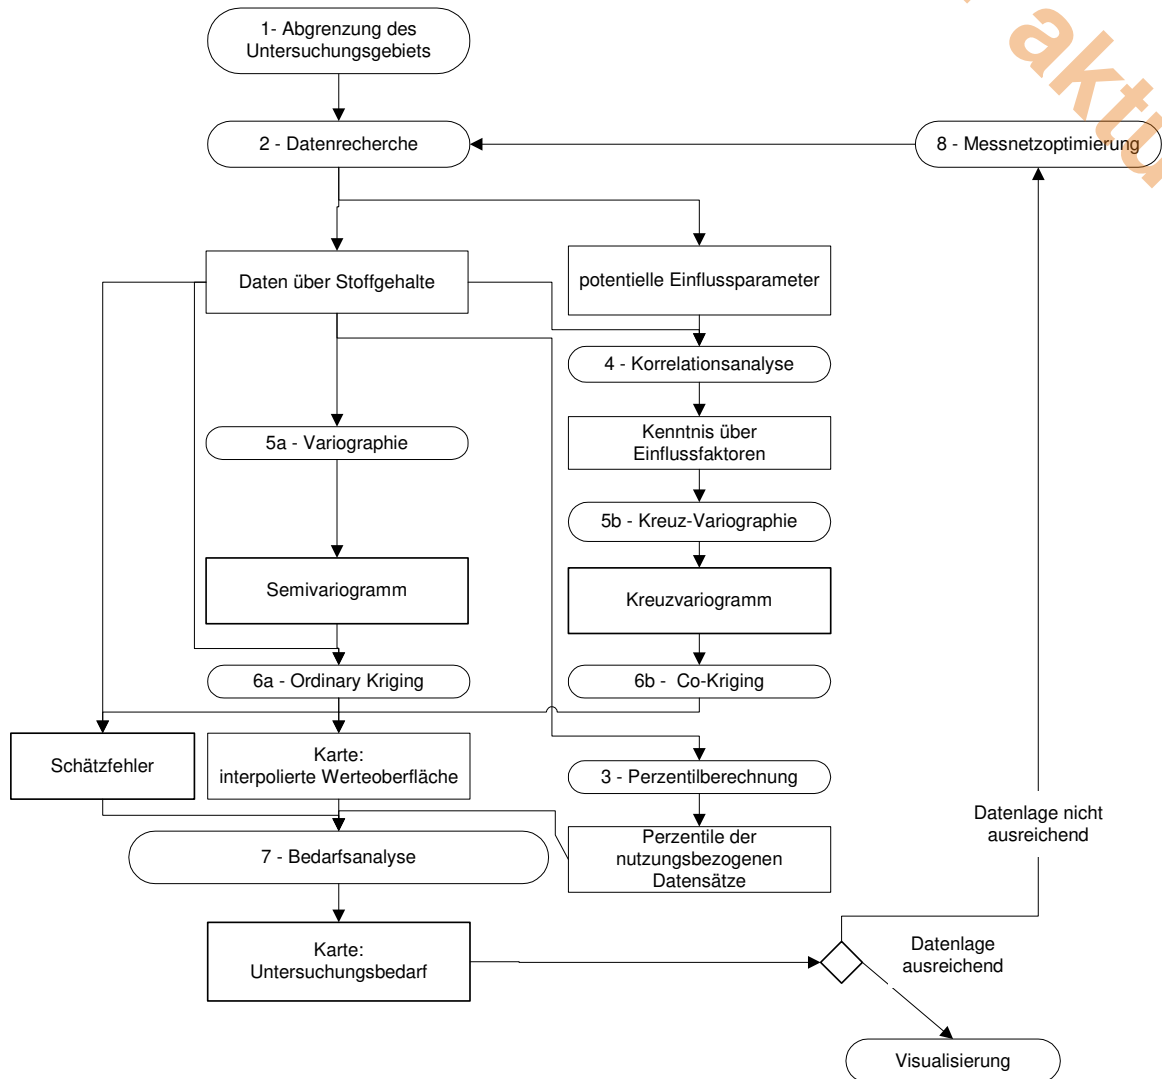 1- Abgrenzung des
Untersuchungsgebiets
aktu
2 - Datenrecherche
8 - Messnetzoptimierung
Daten über Stoffgehalte
potentielle Einflussparameter
4 - Korrelationsanalyse
5a - Variographie
Kenntnis über
Einflussfaktoren
5b - Kreuz-Variographie
Semivariogramm
Kreuzvariogramm
6a - Ordinary Kriging
6b - Co-Kriging
Schätzfehler
Karte:
interpolierte Werteoberfläche
3 - Perzentilberechnung
Datenlage nicht
ausreichend
Perzentile der
nutzungsbezogenen
Datensätze
7 - Bedarfsanalyse
Karte:
Untersuchungsbedarf
Datenlage
ausreichend
Visualisierung